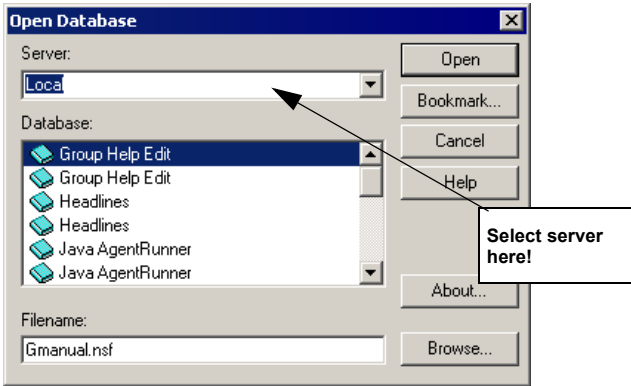 Open Database
Server:
Local
Database:
Group Help Edit
Group Help Edit
Headlines
Headlines
Java AgentRunner
Java AgentRunner
Filename:
Gmanual.nsf
Open
Bookmark...
Cancel
Help
Select server
here!
About...
Browse...